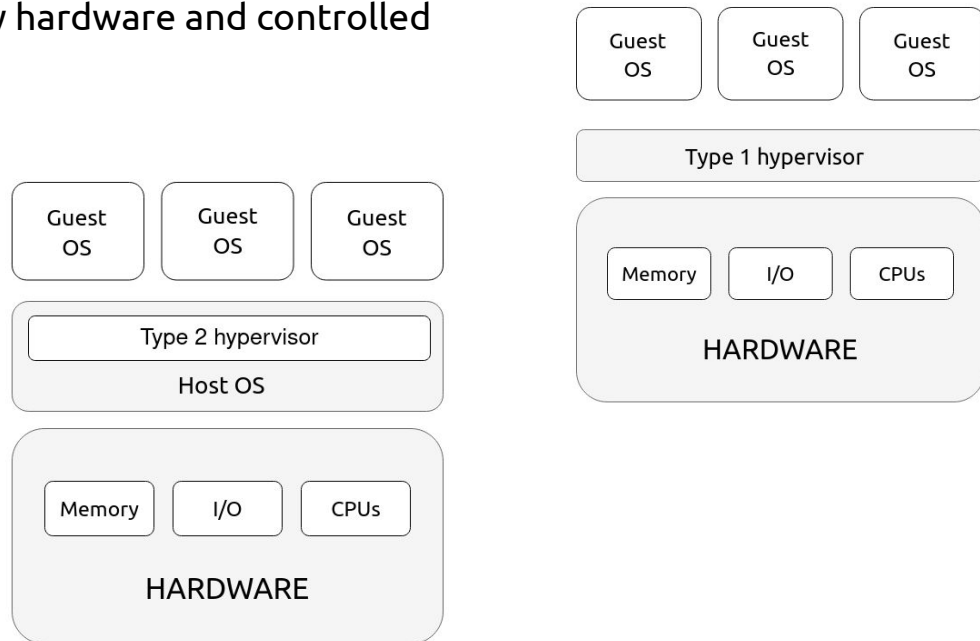 hardware and controlled
Guest
OS
Guest
OS
Guest
OS
Type 2 hypervisor
Host OS
Memory
I/O
CPUs
HARDWARE
Guest
OS
Guest
OS
Guest
OS
Type 1 hypervisor
Memory
I/O
CPUs
HARDWARE